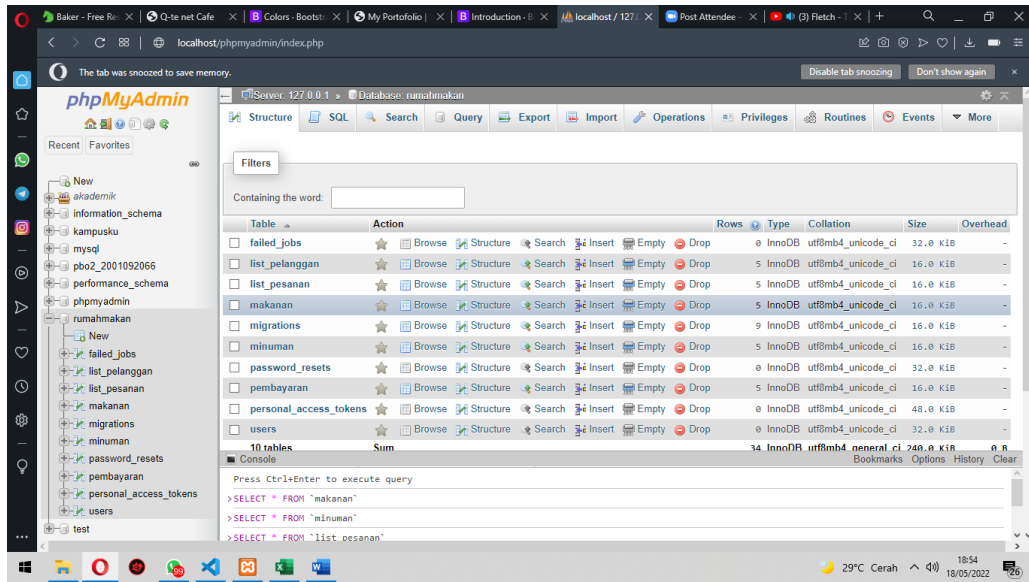 Baker - Free Re Q-te net Cafe Colors · Bootstr My Portofolio | Introduction · B localhost / 127. Post Attendee - (3) Fletch - T
localhost/phpmyadmin/index.php
The tab was snoozed to save memory. Disable tab snoozing Don't show again
phpMyAdmin
Recent Favorites
New
akademik
information_schema
kampusku
mysql
pbo2_2001092066
performance_schema
phpmyadmin
rumahmakan
New
failed_jobs
list_pelanggan
list_pesanan
makanan
migrations
minuman
password_resets
pembayaran
personal_access_tokens
users
test
Server: 127.0.0.1 » Database: rumahmakan
Structure SQL Search Query Export Import Operations Privileges Routines Events More
Filters
Containing the word:
Table Action Rows Type Collation Size Overhead
failed_jobs Browse Structure Search Insert Empty Drop 0 InnoDB utf8mb4_unicode_ci 32.0 KiB -
list_pelanggan Browse Structure Search Insert Empty Drop 5 InnoDB utf8mb4_unicode_ci 16.0 KiB -
list_pesanan Browse Structure Search Insert Empty Drop 5 InnoDB utf8mb4_unicode_ci 16.0 KiB -
makanan Browse Structure Search Insert Empty Drop 5 InnoDB utf8mb4_unicode_ci 16.0 KiB -
migrations Browse Structure Search Insert Empty Drop 9 InnoDB utf8mb4_unicode_ci 16.0 KiB -
minuman Browse Structure Search Insert Empty Drop 5 InnoDB utf8mb4_unicode_ci 16.0 KiB -
password_resets Browse Structure Search Insert Empty Drop 0 InnoDB utf8mb4_unicode_ci 32.0 KiB -
pembayaran Browse Structure Search Insert Empty Drop 5 InnoDB utf8mb4_unicode_ci 16.0 KiB -
personal_access_tokens Browse Structure Search Insert Empty Drop 0 InnoDB utf8mb4_unicode_ci 48.0 KiB -
users Browse Structure Search Insert Empty Drop 0 InnoDB utf8mb4_unicode_ci 32.0 KiB -
10 tables Sum 34 InnoDB utf8mb4_general_ci 240.0 KiB 0 B
Console Bookmarks Options History Clear
Press Ctrl+Enter to execute query
>SELECT * FROM `makanan`
>SELECT * FROM `minuman`
>SELECT * FROM `list_pesanan`
29°C Cerah 18:54
18/05/2022 26